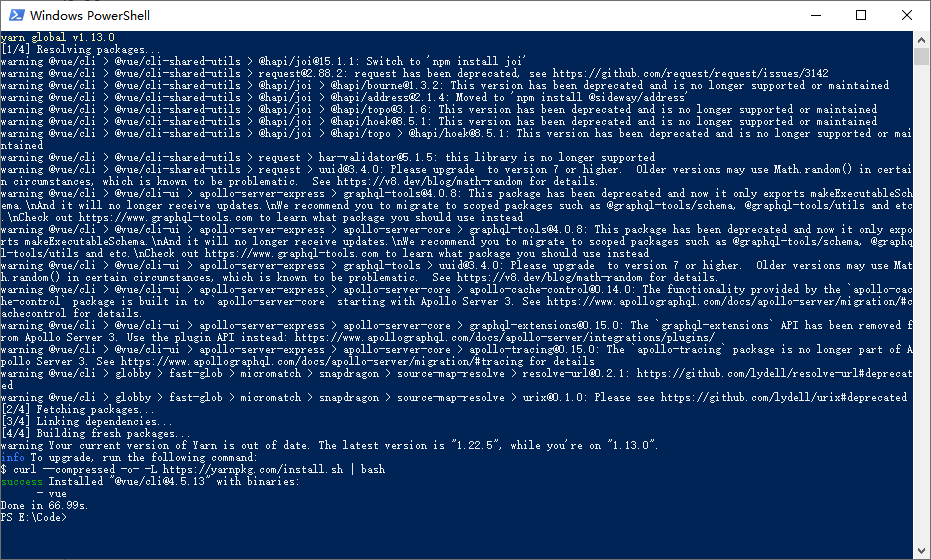 Windows PowerShell
yarn global v1.13.0
[1/4] Resolving packages...
warning @vue/cli > @vue/cli-shared-utils > @hapi/joi@15.1.1: Switch to 'npm install joi'
warning @vue/cli > @vue/cli-shared-utils > request@2.88.2: request has been deprecated, see https://github.com/request/request/issues/3142
warning @vue/cli > @vue/cli-shared-utils > @hapi/joi > @hapi/bourne@1.3.2: This version has been deprecated and is no longer supported or maintained
warning @vue/cli > @vue/cli-shared-utils > @hapi/joi > @hapi/address@2.1.4: Moved to 'npm install @sideway/address'
warning @vue/cli > @vue/cli-shared-utils > @hapi/joi > @hapi/topo@3.1.6: This version has been deprecated and is no longer supported or maintained
warning @vue/cli > @vue/cli-shared-utils > @hapi/joi > @hapi/hoek@8.5.1: This version has been deprecated and is no longer supported or maintained
warning @vue/cli > @vue/cli-shared-utils > @hapi/joi > @hapi/topo > @hapi/hoek@8.5.1: This version has been deprecated and is no longer supported or mai
ntained
warning @vue/cli > @vue/cli-shared-utils > request > har-validator@5.1.5: this library is no longer supported
warning @vue/cli > @vue/cli-shared-utils > request > uuid@3.4.0: Please upgrade  to version 7 or higher.  Older versions may use Math.random() in certai
n circumstances, which is known to be problematic.  See https://v8.dev/blog/math-random for details.
warning @vue/cli > @vue/cli-ui > apollo-server-express > graphql-tools@4.0.8: This package has been deprecated and now it only exports makeExecutableSch
ema.\nAnd it will no longer receive updates.\nWe recommend you to migrate to scoped packages such as @graphql-tools/schema, @graphql-tools/utils and etc
.\nCheck out https://www.graphql-tools.com to learn what package you should use instead
warning @vue/cli > @vue/cli-ui > apollo-server-express > apollo-server-core > graphql-tools@4.0.8: This package has been deprecated and now it only expo
rts makeExecutableSchema.\nAnd it will no longer receive updates.\nWe recommend you to migrate to scoped packages such as @graphql-tools/schema, @graphq
l-tools/utils and etc.\nCheck out https://www.graphql-tools.com to learn what package you should use instead
warning @vue/cli > @vue/cli-ui > apollo-server-express > graphql-tools > uuid@3.4.0: Please upgrade  to version 7 or higher.  Older versions may use Mat
h.random() in certain circumstances, which is known to be problematic.  See https://v8.dev/blog/math-random for details.
warning @vue/cli > @vue/cli-ui > apollo-server-express > apollo-server-core > apollo-cache-control@0.14.0: The functionality provided by the `apollo-cac
he-control` package is built in to `apollo-server-core` starting with Apollo Server 3. See https://www.apollographql.com/docs/apollo-server/migration/#c
achecontrol for details.
warning @vue/cli > @vue/cli-ui > apollo-server-express > apollo-server-core > graphql-extensions@0.15.0: The `graphql-extensions` API has been removed f
rom Apollo Server 3. Use the plugin API instead: https://www.apollographql.com/docs/apollo-server/integrations/plugins/
warning @vue/cli > @vue/cli-ui > apollo-server-express > apollo-server-core > apollo-tracing@0.15.0: The `apollo-tracing` package is no longer part of A
pollo Server 3. See https://www.apollographql.com/docs/apollo-server/migration/#tracing for details
warning @vue/cli > globby > fast-glob > micromatch > snapdragon > source-map-resolve > resolve-url@0.2.1: https://github.com/lydell/resolve-url#deprecat
ed
warning @vue/cli > globby > fast-glob > micromatch > snapdragon > source-map-resolve > urix@0.1.0: Please see https://github.com/lydell/urix#deprecated
[2/4] Fetching packages...
[3/4] Linking dependencies...
[4/4] Building fresh packages...
warning Your current version of Yarn is out of date. The latest version is "1.22.5", while you're on "1.13.0".
info To upgrade, run the following command:
$ curl --compressed -o- -L https://yarnpkg.com/install.sh | bash
success Installed "@vue/cli@4.5.13" with binaries:
      - vue
Done in 66.99s.
PS E:\Code>